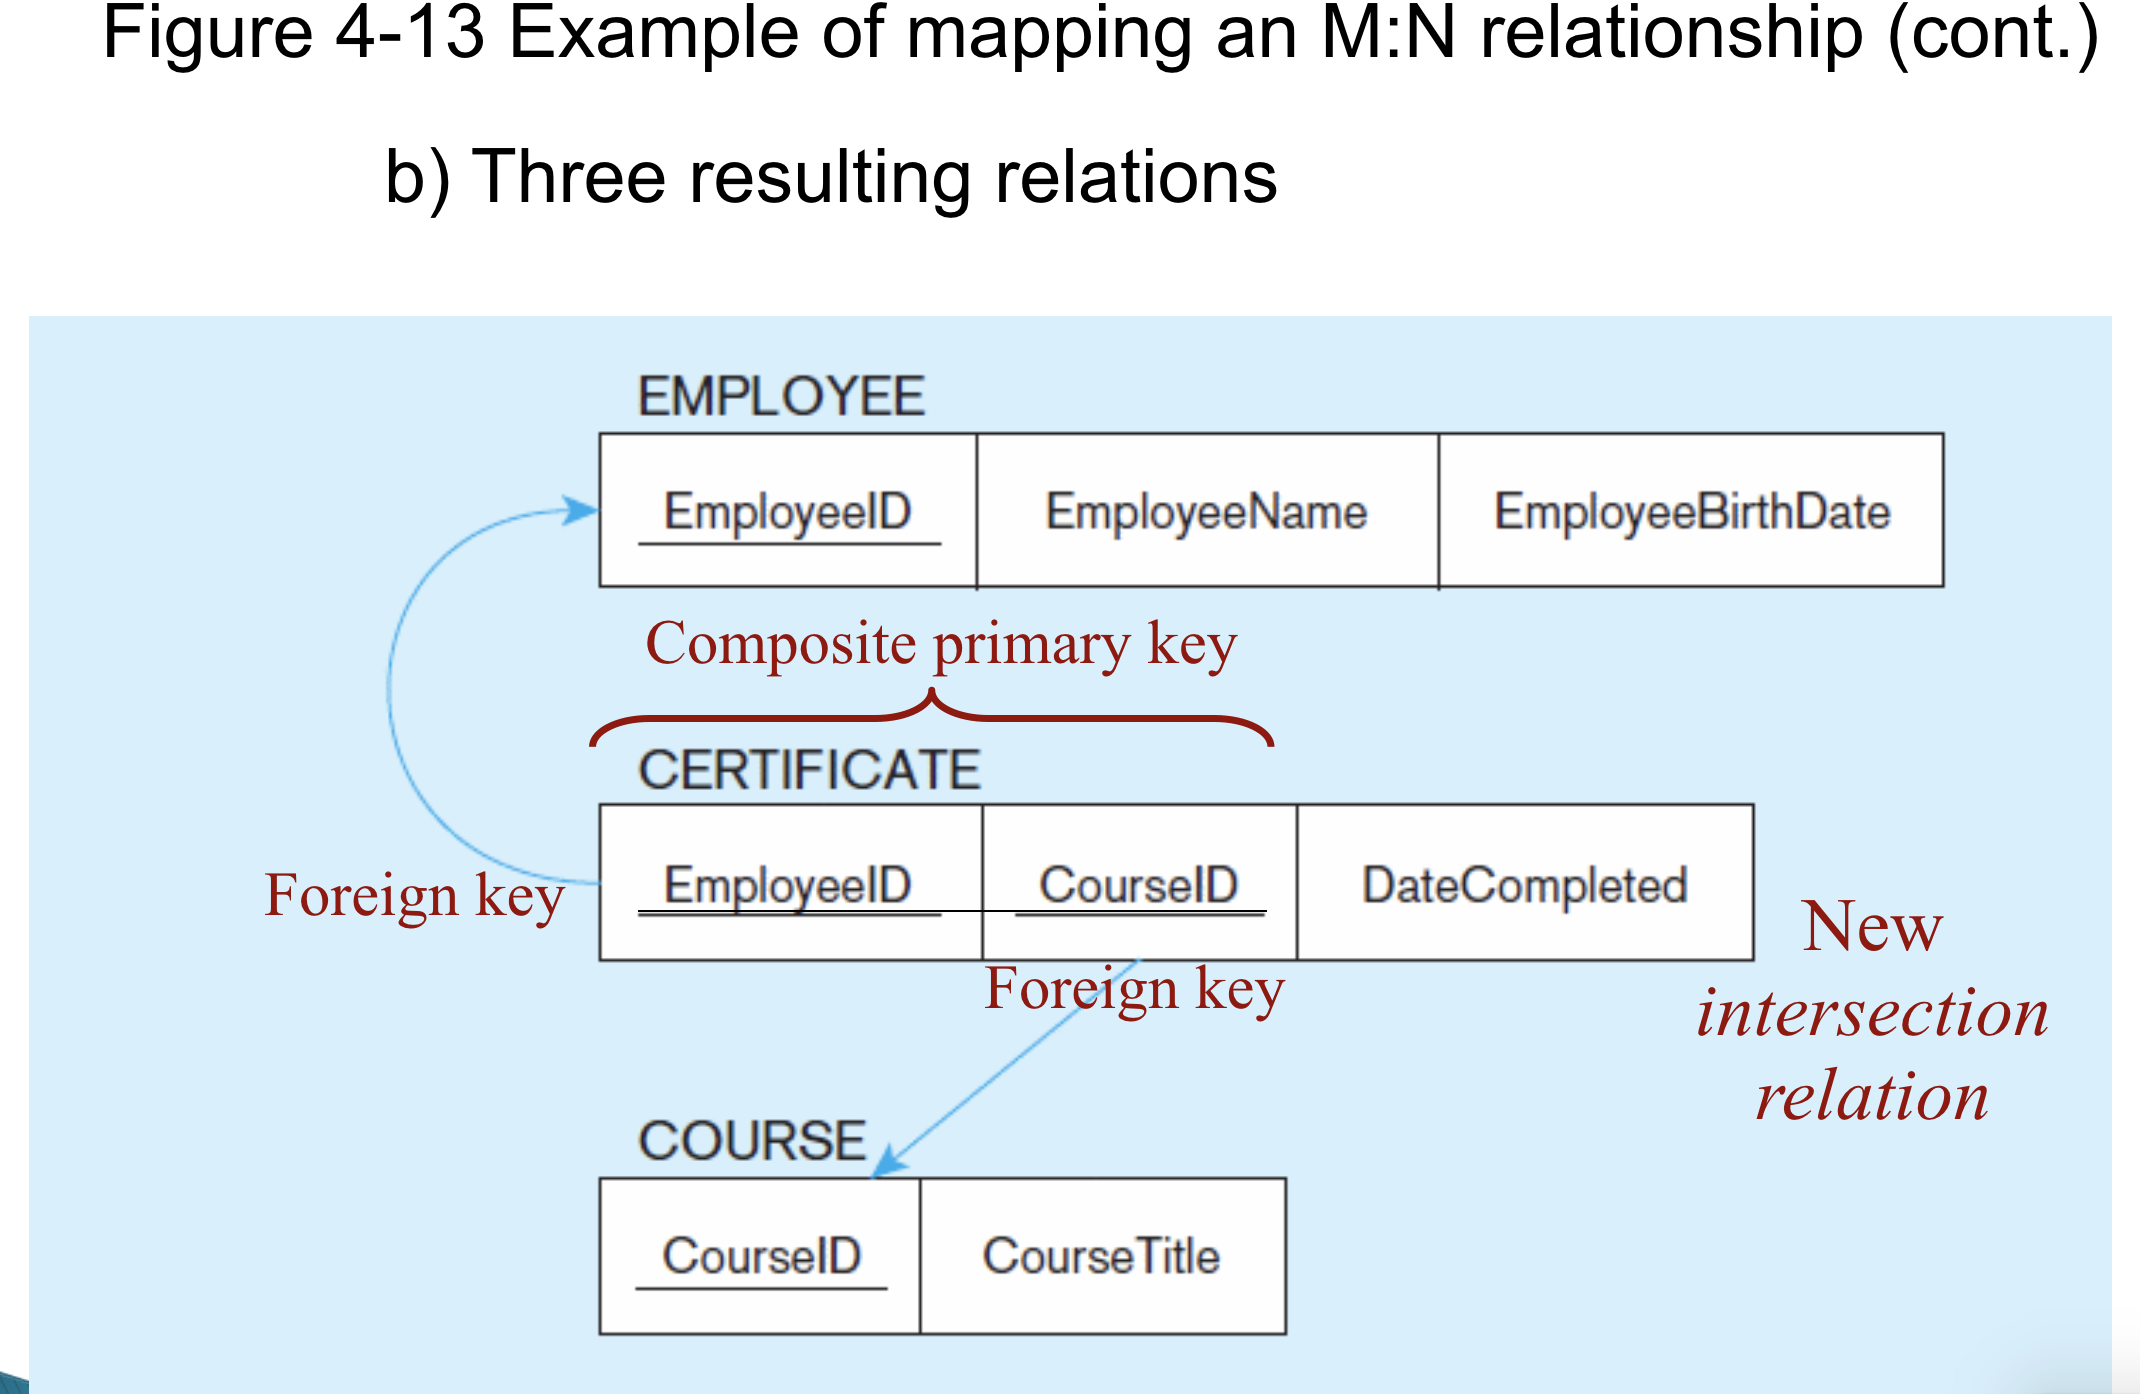 Figure 4-13 Example of mapping an M:N relationship (cont.)
b) Three resulting relations
EMPLOYEE
EmployeeID EmployeeName EmployeeBirthDate
Composite primary key
CERTIFICATE
Foreign key EmployeeID CourseID DateCompleted
Foreign key
New
intersection
relation
COURSE
CourseID CourseTitle